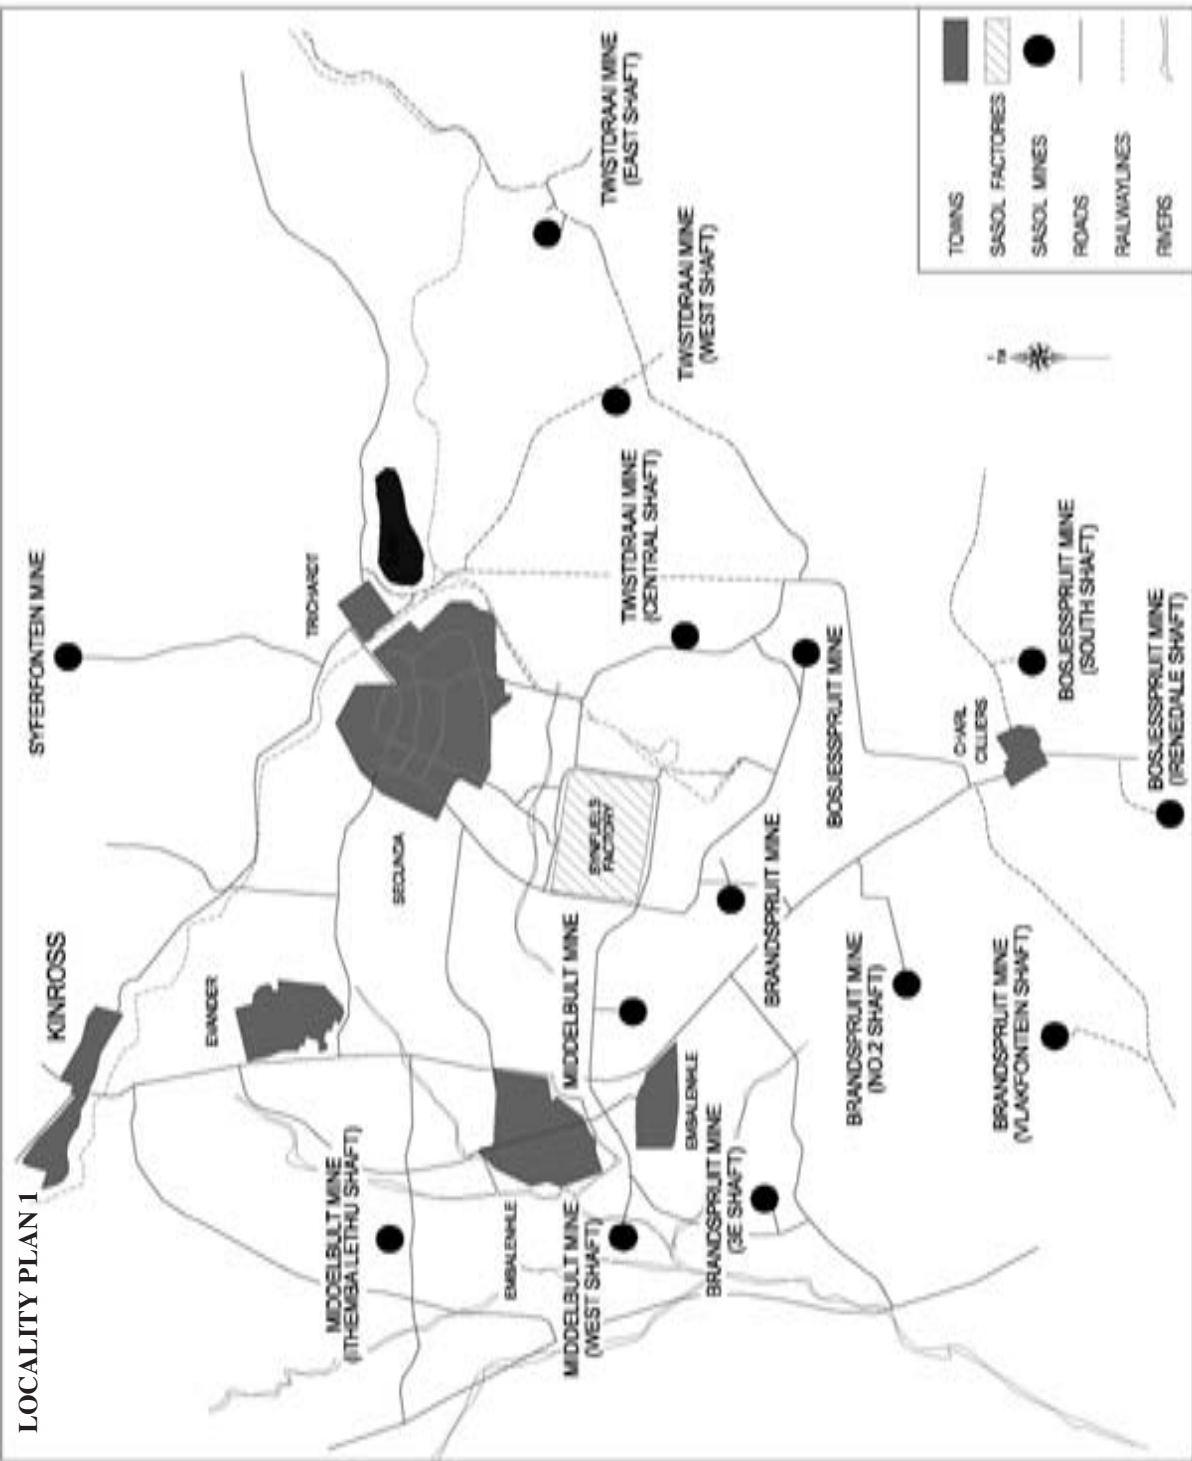 LOCALITY PLAN 1
KINROSS
SYFERFONTEIN MINE
EVANDER
TRICHARDT
SECUNDA
MIDDELBULT MINE
(ITHEMBALETHU SHAFT)
EMBALENHLE
MIDDELBULT MINE
(WEST SHAFT)
MIDDELBULT MINE
SYNFUELS
FACTORY
TWISTDRAAI MINE
(CENTRAL SHAFT)
TWISTDRAAI MINE
(WEST SHAFT)
TWISTDRAAI MINE
(EAST SHAFT)
EMBALENHLE
BRANDSPRUIT MINE
(3E SHAFT)
BRANDSPRUIT MINE
BOSJESSPRUIT MINE
BRANDSPRUIT MINE
(NO.2 SHAFT)
BRANDSPRUIT MINE
(VLAKFONTEIN SHAFT)
CHARL
CILLIERS
BOSJESSPRUIT MINE
(SOUTH SHAFT)
BOSJESSPRUIT MINE
(IRENEDALE SHAFT)
TOWNS
SASOL FACTORIES
SASOL MINES
ROADS
RAILWAYLINES
RIVERS